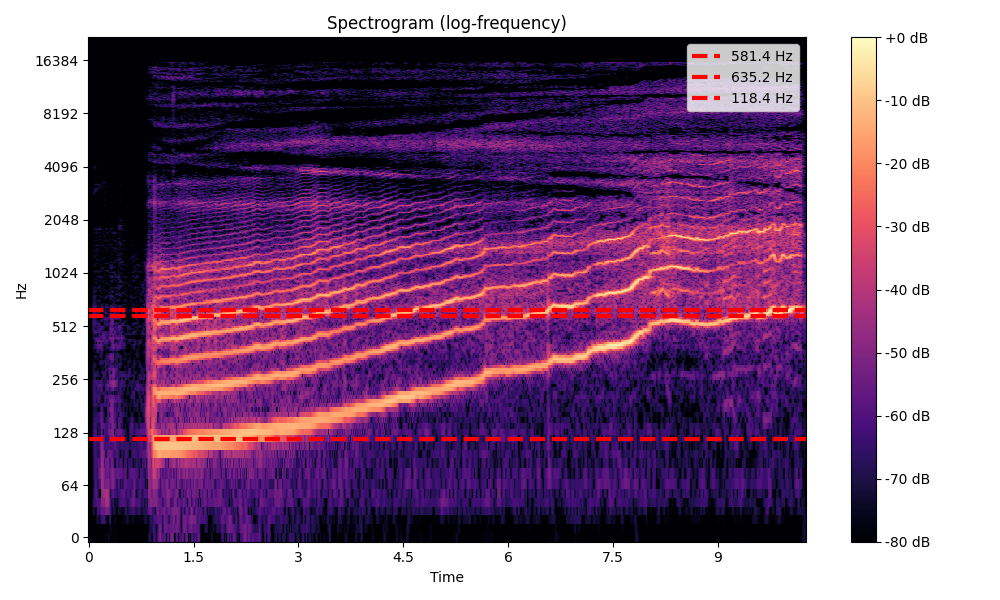 Spectrogram (log-frequency)
16384
8192
4096
2048
1024
512
256
128
64
0
Hz
0
1.5
3
4.5
6
7.5
9
Time
581.4 Hz
635.2 Hz
118.4 Hz
+0 dB
-10 dB
-20 dB
-30 dB
-40 dB
-50 dB
-60 dB
-70 dB
-80 dB